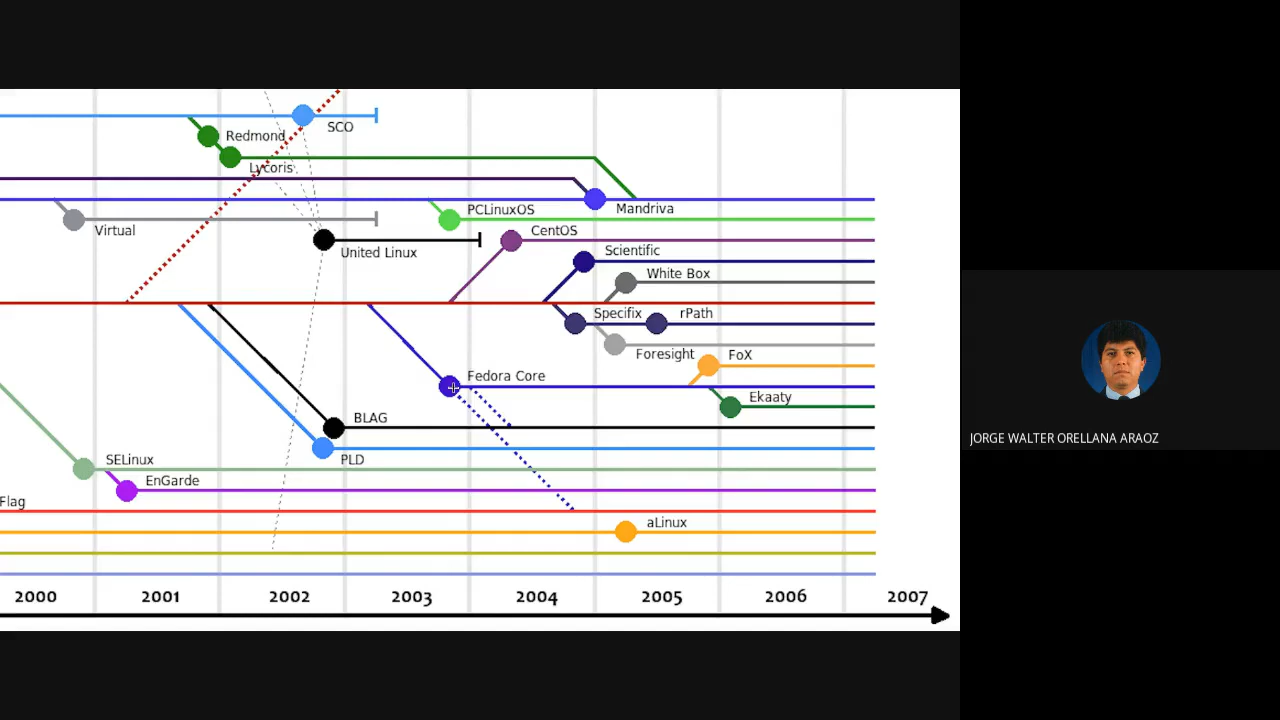 SCO
Redmond
Lycoris
PCLinuxOS
Mandriva
Virtual
CentOS
United Linux
Scientific
White Box
Specifix
rPath
Foresight
FoX
Fedora Core
Ekaaty
BLAG
PLD
SELinux
EnGarde
Flag
aLinux
2000 2001 2002 2003 2004 2005 2006 2007
JORGE WALTER ORELLANA ARAOZ